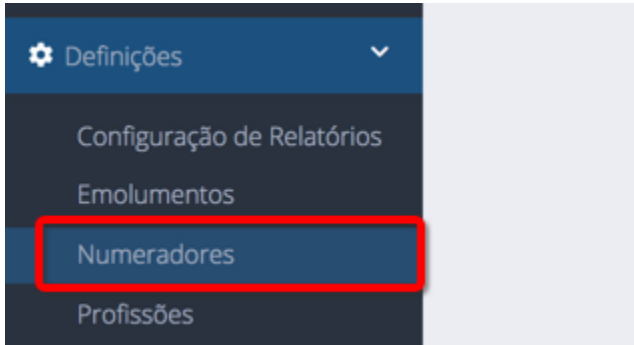 Definições
Configuração de Relatórios
Emolumentos
Numeradores
Profissões